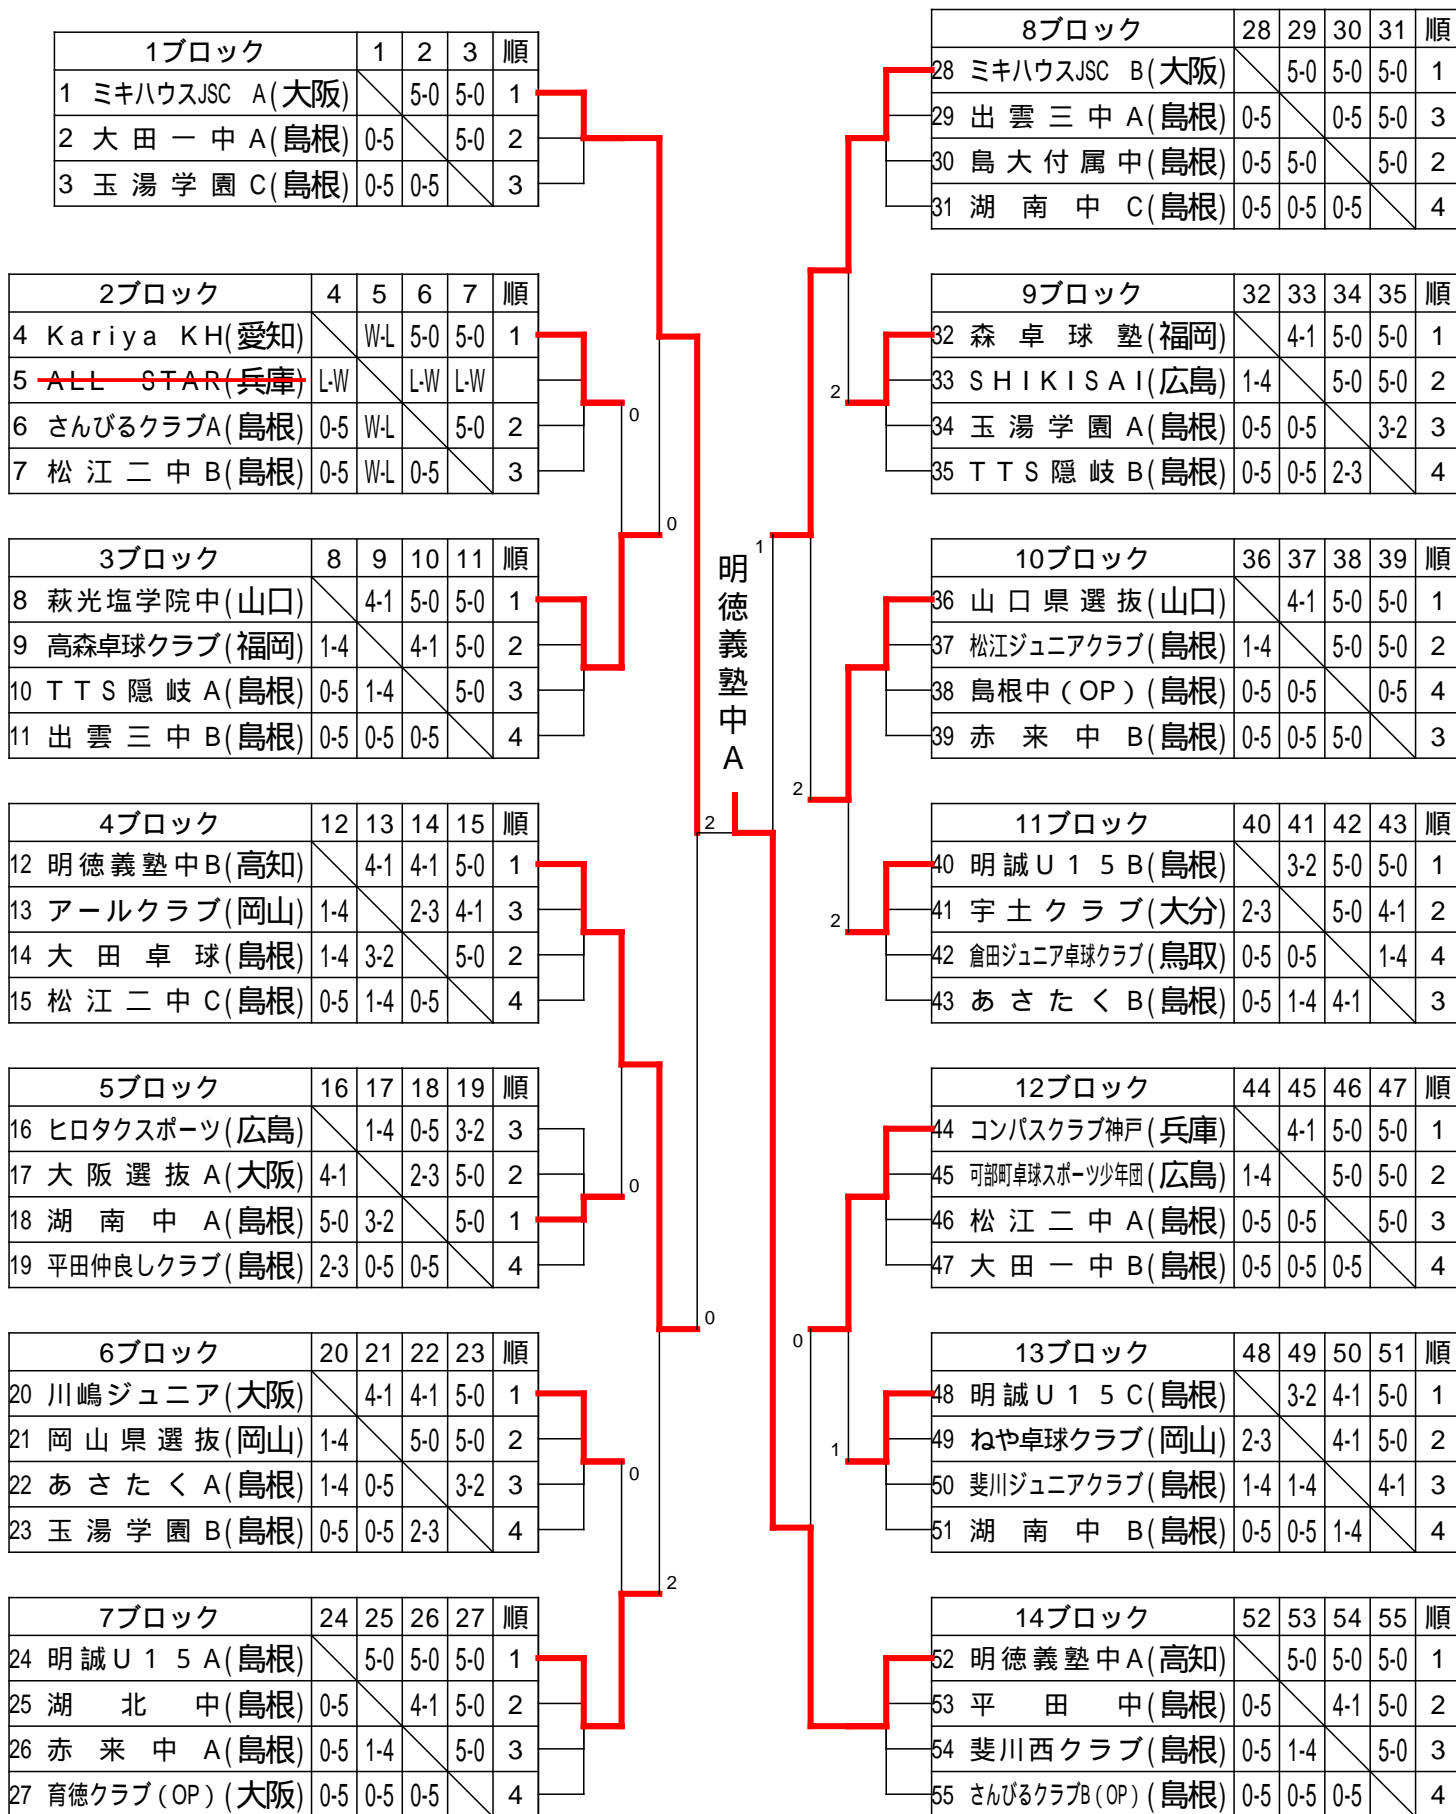 1ブロック 1 2 3 順
1 ミキハウスJSC A(大阪) 5-0 5-0 1
2 大田一中A(島根) 0-5 5-0 2
3 玉湯学園C(島根) 0-5 0-5 3
2ブロック 4 5 6 7 順
4 Kariya KH(愛知) W-L 5-0 5-0 1
5 ALL STAR(兵庫) L-W L-W L-W
6 さんびるクラブA(島根) 0-5 W-L 5-0 2
7 松江二中B(島根) 0-5 W-L 0-5 3
0
3ブロック 8 9 10 11 順
8 萩光塩学院中(山口) 4-1 5-0 5-0 1
9 高森卓球クラブ(福岡) 1-4 4-1 5-0 2
10 TTS隠岐A(島根) 0-5 1-4 5-0 3
11 出雲三中B(島根) 0-5 0-5 0-5 4
0
4ブロック 12 13 14 15 順
12 明徳義塾中B(高知) 4-1 4-1 5-0 1
13 アールクラブ(岡山) 1-4 2-3 4-1 3
14 大田卓球(島根) 1-4 3-2 5-0 2
15 松江二中C(島根) 0-5 1-4 0-5 4
2
5ブロック 16 17 18 19 順
16 ヒロタクスポーツ(広島) 1-4 0-5 3-2 3
17 大阪選抜A(大阪) 4-1 2-3 5-0 2
18 湖南中A(島根) 5-0 3-2 5-0 1
19 平田仲良しクラブ(島根) 2-3 0-5 0-5 4
0
0
6ブロック 20 21 22 23 順
20 川嶋ジュニア(大阪) 4-1 4-1 5-0 1
21 岡山県選抜(岡山) 1-4 5-0 5-0 2
22 あさたくA(島根) 1-4 0-5 3-2 3
23 玉湯学園B(島根) 0-5 0-5 2-3 4
0
2
7ブロック 24 25 26 27 順
24 明誠U15A(島根) 5-0 5-0 5-0 1
25 湖北中(島根) 0-5 4-1 5-0 2
26 赤来中A(島根) 0-5 1-4 5-0 3
27 育徳クラブ(OP)(大阪) 0-5 0-5 0-5 4
明徳義塾中A
1
8ブロック 28 29 30 31 順
28 ミキハウスJSC B(大阪) 5-0 5-0 5-0 1
29 出雲三中A(島根) 0-5 0-5 5-0 3
30 島大付属中(島根) 0-5 5-0 5-0 2
31 湖南中C(島根) 0-5 0-5 0-5 4
9ブロック 32 33 34 35 順
32 森卓球塾(福岡) 4-1 5-0 5-0 1
33 SHIKISAI(広島) 1-4 5-0 5-0 2
34 玉湯学園A(島根) 0-5 0-5 3-2 3
35 TTS隠岐B(島根) 0-5 0-5 2-3 4
2
10ブロック 36 37 38 39 順
36 山口県選抜(山口) 4-1 5-0 5-0 1
37 松江ジュニアクラブ(島根) 1-4 5-0 5-0 2
38 島根中(OP)(島根) 0-5 0-5 0-5 4
39 赤来中B(島根) 0-5 0-5 5-0 3
2
11ブロック 40 41 42 43 順
40 明誠U15B(島根) 3-2 5-0 5-0 1
41 宇土クラブ(大分) 2-3 5-0 4-1 2
42 倉田ジュニア卓球クラブ(鳥取) 0-5 0-5 1-4 4
43 あさたくB(島根) 0-5 1-4 4-1 3
2
12ブロック 44 45 46 47 順
44 コンパスクラブ神戸(兵庫) 4-1 5-0 5-0 1
45 可部町卓球スポーツ少年団(広島) 1-4 5-0 5-0 2
46 松江二中A(島根) 0-5 0-5 5-0 3
47 大田一中B(島根) 0-5 0-5 0-5 4
0
13ブロック 48 49 50 51 順
48 明誠U15C(島根) 3-2 4-1 5-0 1
49 ねや卓球クラブ(岡山) 2-3 4-1 5-0 2
50 斐川ジュニアクラブ(島根) 1-4 1-4 4-1 3
51 湖南中B(島根) 0-5 0-5 1-4 4
1
14ブロック 52 53 54 55 順
52 明徳義塾中A(高知) 5-0 5-0 5-0 1
53 平田中(島根) 0-5 4-1 5-0 2
54 斐川西クラブ(島根) 0-5 1-4 5-0 3
55 さんびるクラブB(OP)(島根) 0-5 0-5 0-5 4